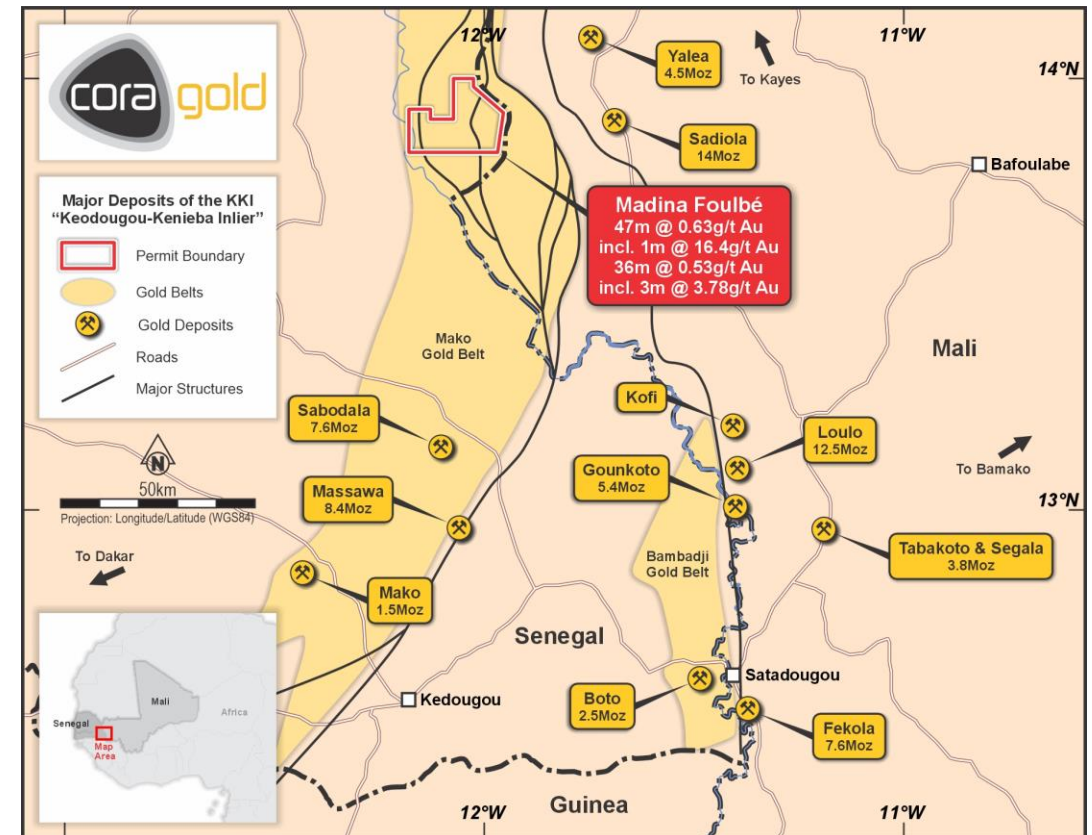 cora gold
Major Deposits of the KKI
“Keodougou-Kenieba Inlier”
Permit Boundary
Gold Belts
Gold Deposits
Roads
Major Structures
N
50km
Projection: Longitude/Latitude (WGS84)
To Dakar
Senegal
Mali
Africa
Map
Area
12°W
11°W
14°N
Yalea
4.5Moz
To Kayes
Sadiola
14Moz
Bafoulabe
Madina Foulbé
47m @ 0.63g/t Au
incl. 1m @ 16.4g/t Au
36m @ 0.53g/t Au
incl. 3m @ 3.78g/t Au
Mako
Gold Belt
Mali
Sabodala
7.6Moz
Kofi
Loulo
12.5Moz
To Bamako
Gounkoto
5.4Moz
Massawa
8.4Moz
13°N
Tabakoto & Segala
3.8Moz
Bambadji
Gold Belt
Mako
1.5Moz
Senegal
Satadougou
Kedougou
Boto
2.5Moz
Fekola
7.6Moz
Guinea
12°W
11°W